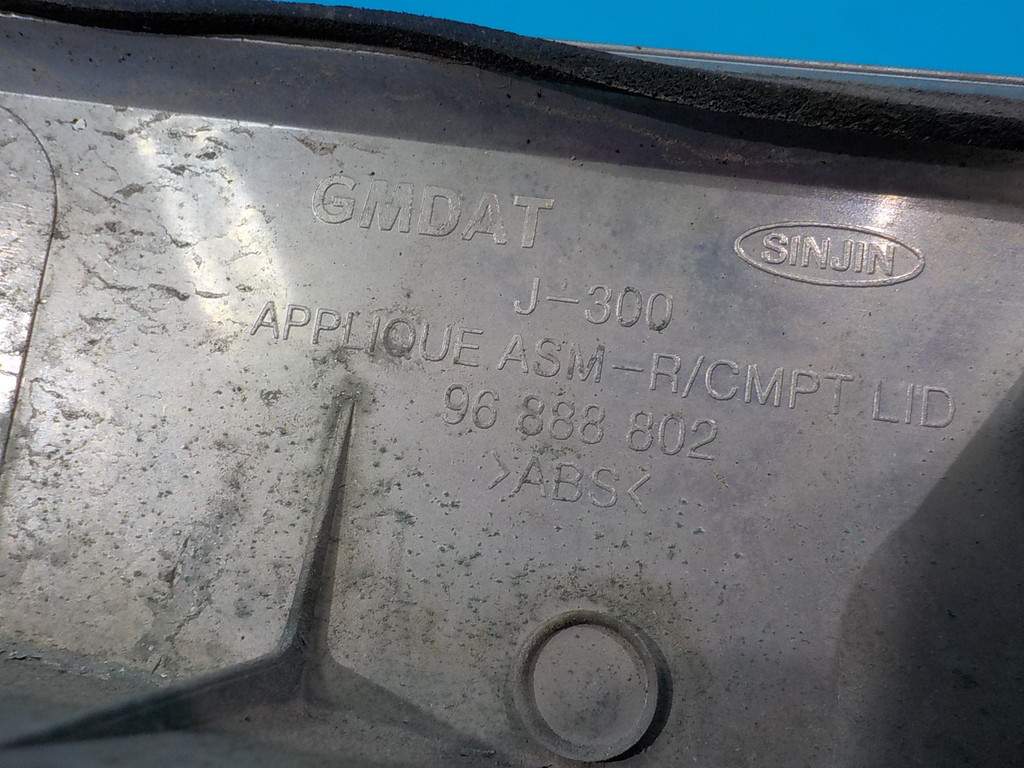 GMDAT
SINJIN
J-300
APPLIQUE ASM-R/CMPT LID
96 888 802
>ABS<